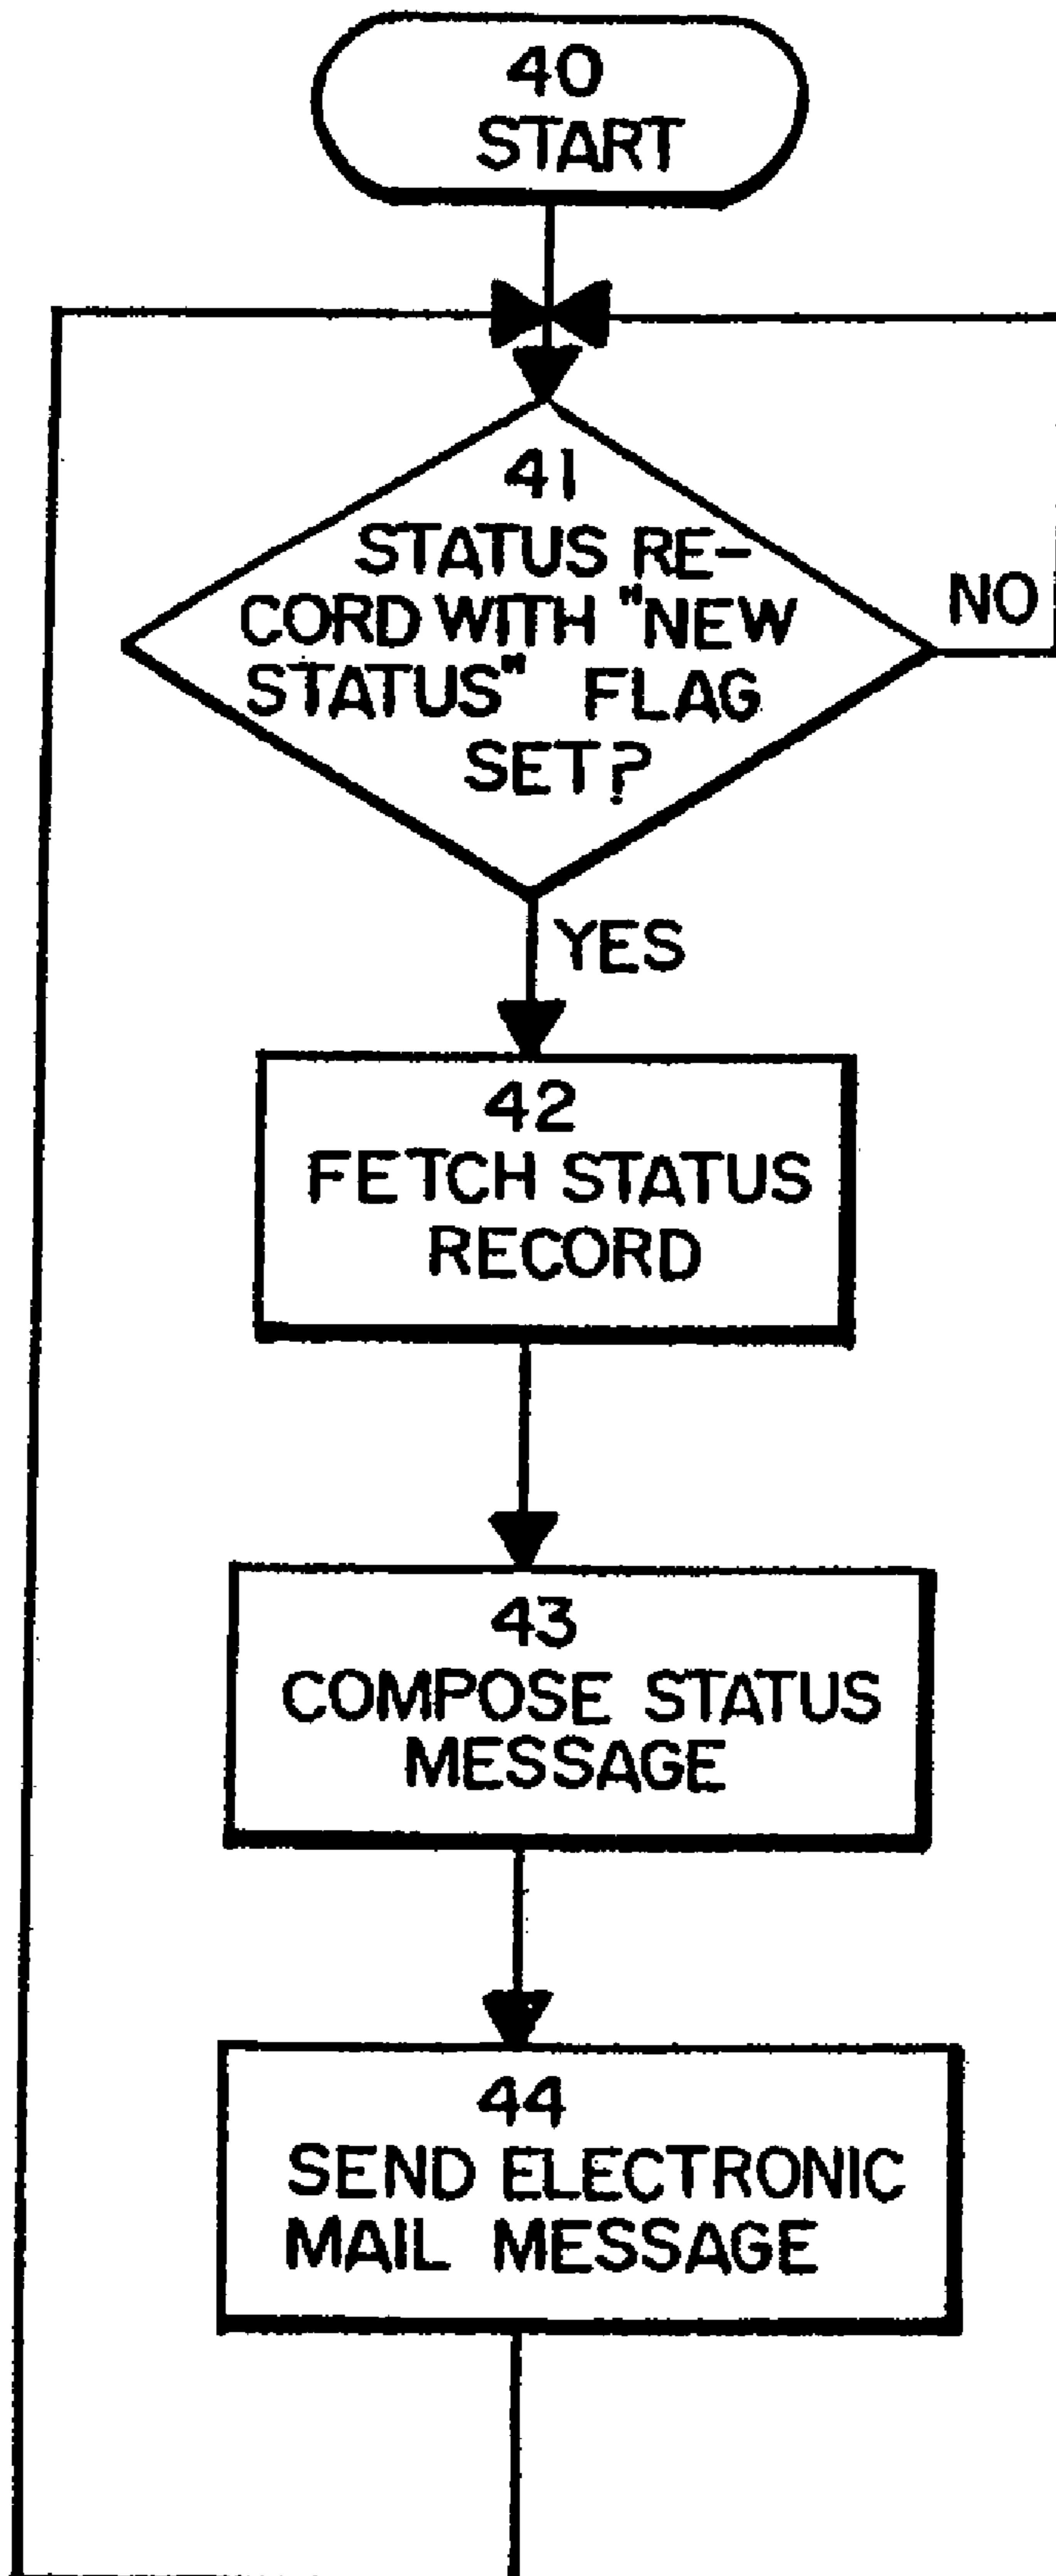 40
START
41
STATUS RE-
CORD WITH "NEW
STATUS" FLAG
SET?
NO
YES
42
FETCH STATUS
RECORD
43
COMPOSE STATUS
MESSAGE
44
SEND ELECTRONIC
MAIL MESSAGE